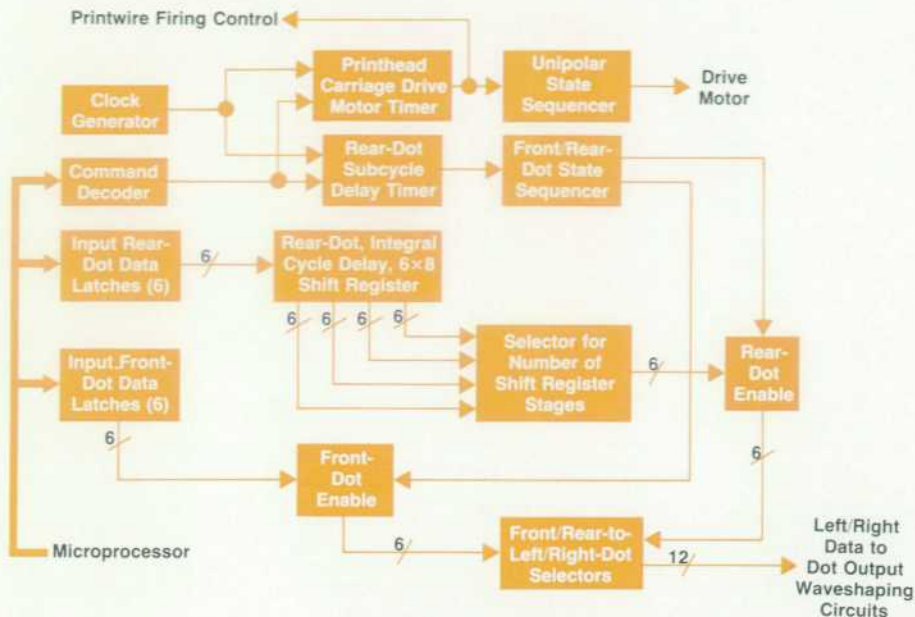 Printwire Firing Control
Clock
Generator
Printhead
Carriage Drive
Motor Timer
Unipolar
State
Sequencer
Drive
Motor
Command
Decoder
Rear-Dot
Subcycle
Delay Timer
Front/Rear-
Dot State
Sequencer
Input Rear-
Dot Data
Latches (6)
6
Rear-Dot, Integral
Cycle Delay, 6×8
Shift Register
6
6
6
6
Input.Front-
Dot Data
Latches (6)
Selector for
Number of
Shift Register
Stages
6
Rear-
Dot
Enable
6
6
Front-
Dot
Enable
Microprocessor
6
Front/Rear-to-
Left/Right-Dot
Selectors
12
Left/Right
Data to
Dot Output
Waveshaping
Circuits